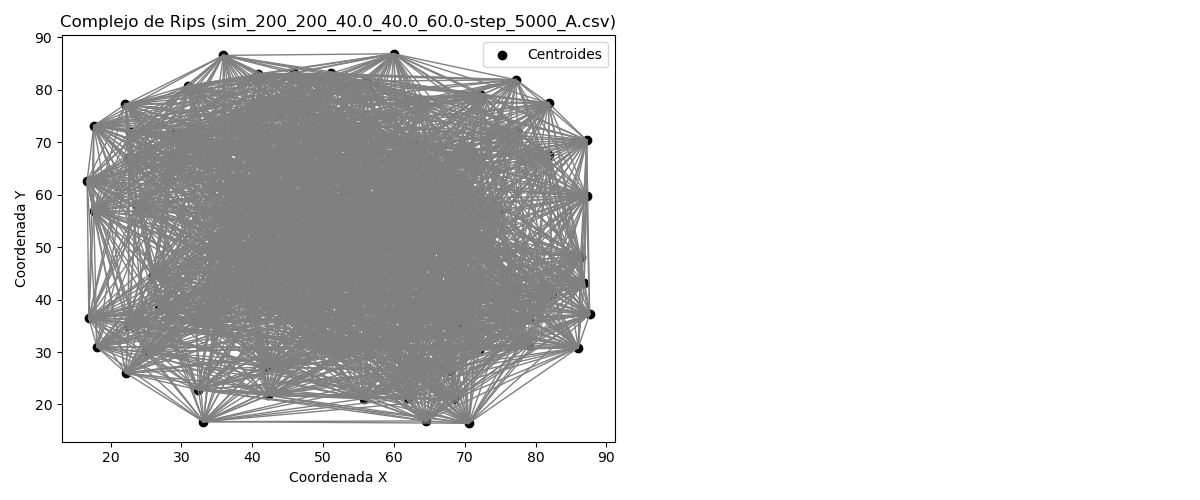 Complejo de Rips (sim_200_200_40.0_40.0_60.0-step_5000_A.csv)
Centroides
90
80
70
60
50
40
30
20
Coordenada Y
20 30 40 50 60 70 80 90
Coordenada X